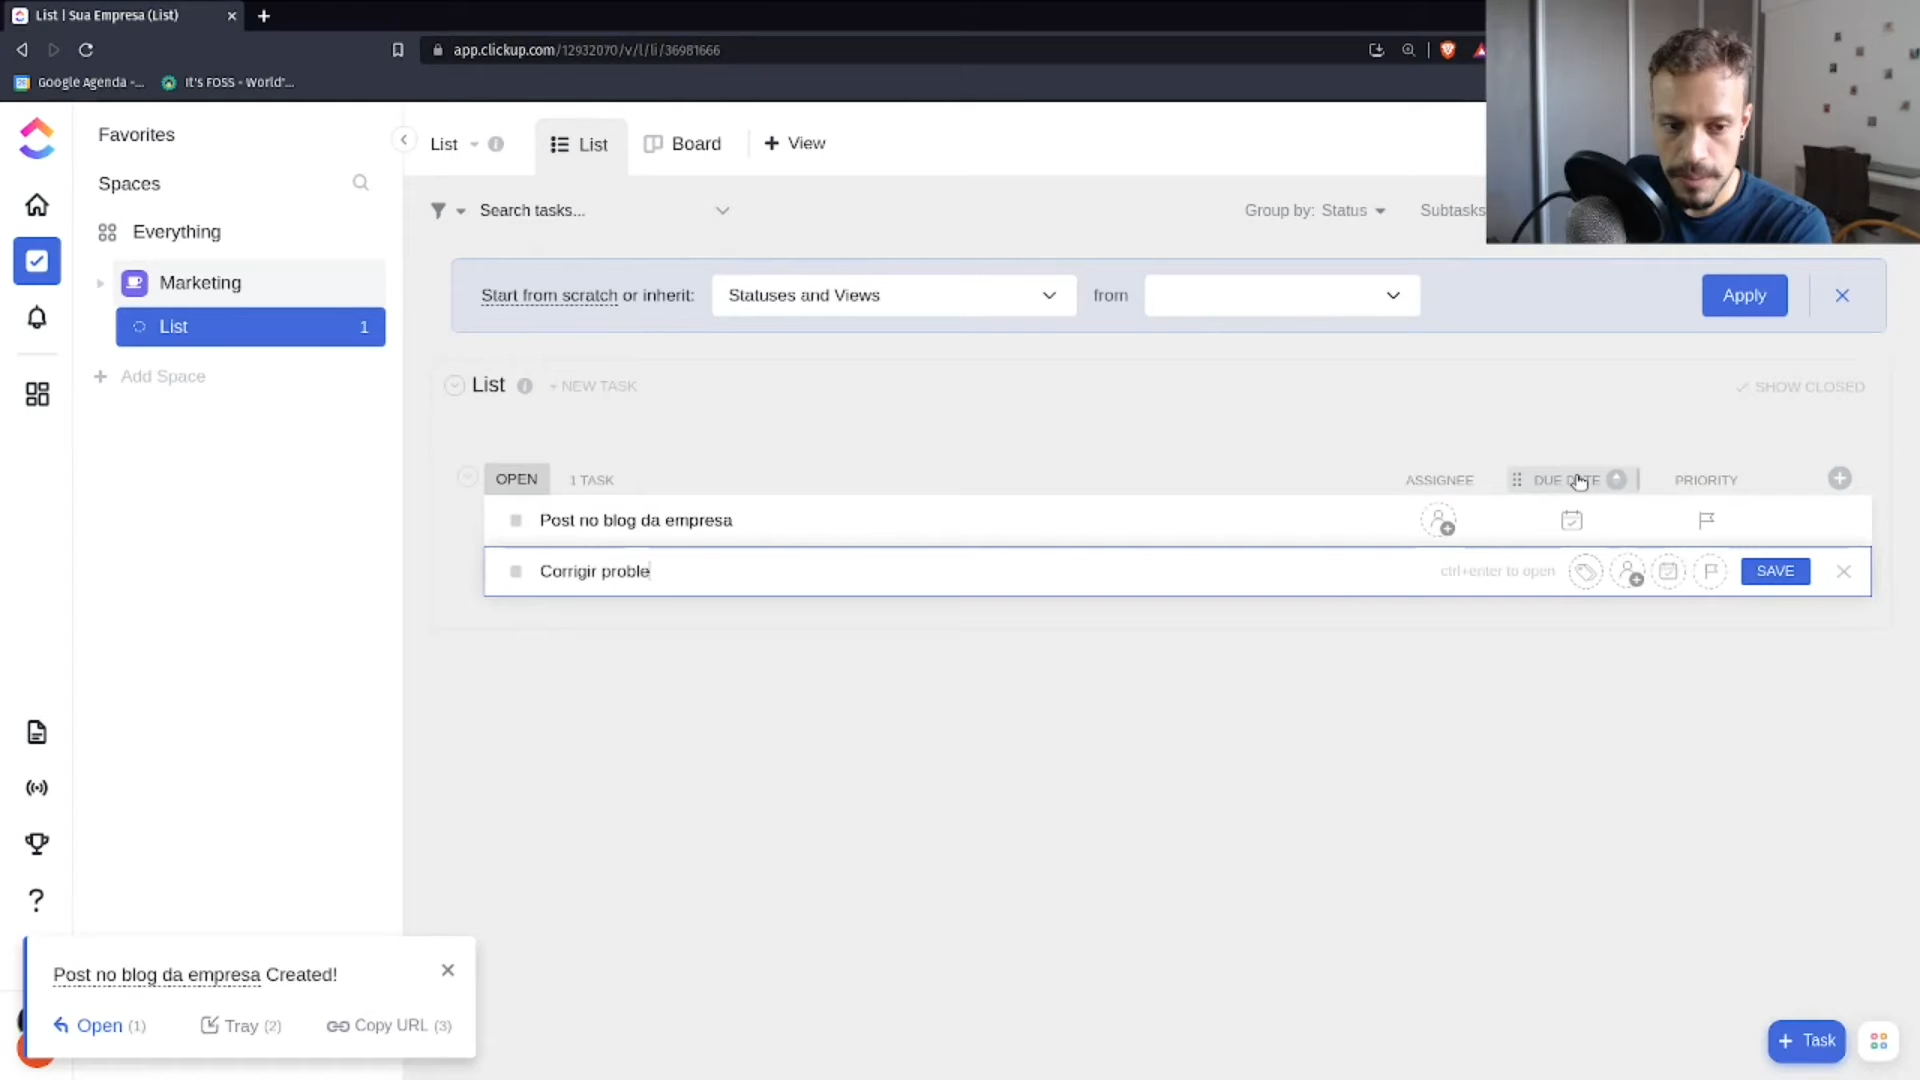 List | Sua Empresa (List)
app.clickup.com/12932070/v/l/li/36981666
Google Agenda -...
It's FOSS - World'...
Favorites
Spaces
Everything
Marketing
List 1
+ Add Space
List
List
Board
+ View
Search tasks...
Group by: Status
Subtasks
Start from scratch or inherit:
Statuses and Views
from
Apply
List
+ NEW TASK
SHOW CLOSED
OPEN
1 TASK
ASSIGNEE
DUE DATE
PRIORITY
Post no blog da empresa
Corrigir proble
ctrl+enter to open
SAVE
Post no blog da empresa Created!
Open (1)
Tray (2)
Copy URL (3)
+ Task